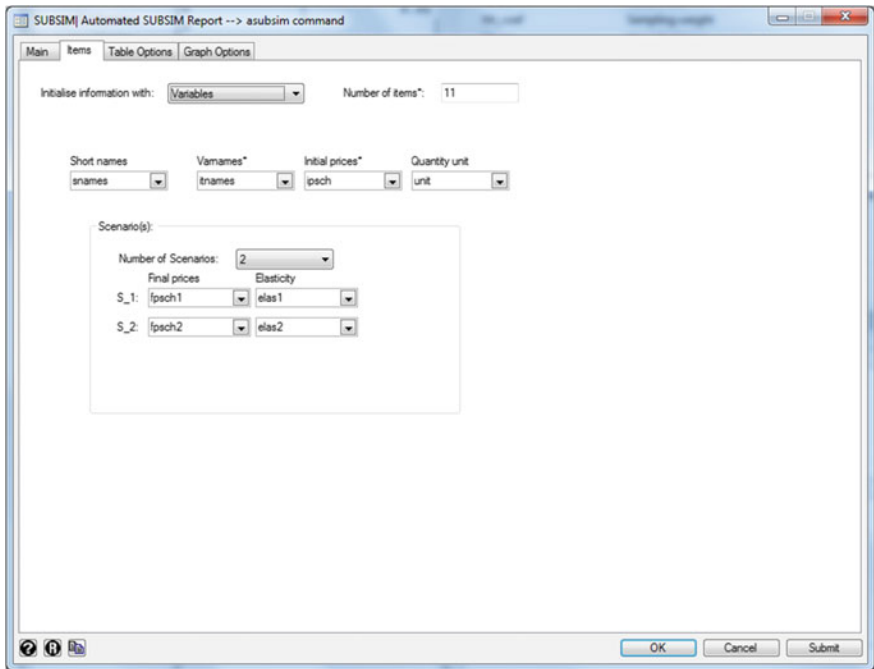 SUBSIM| Automated SUBSIM Report --> asubsim command
Main Items Table Options Graph Options
Initialise information with: Variables Number of items*: 11
Short names Varnames* Initial prices* Quantity unit
snames itnames ipsch unit
Scenario(s):
Number of Scenarios: 2
Final prices Elasticity
S_1: fpsch1 elas1
S_2: fpsch2 elas2
OK Cancel Submit